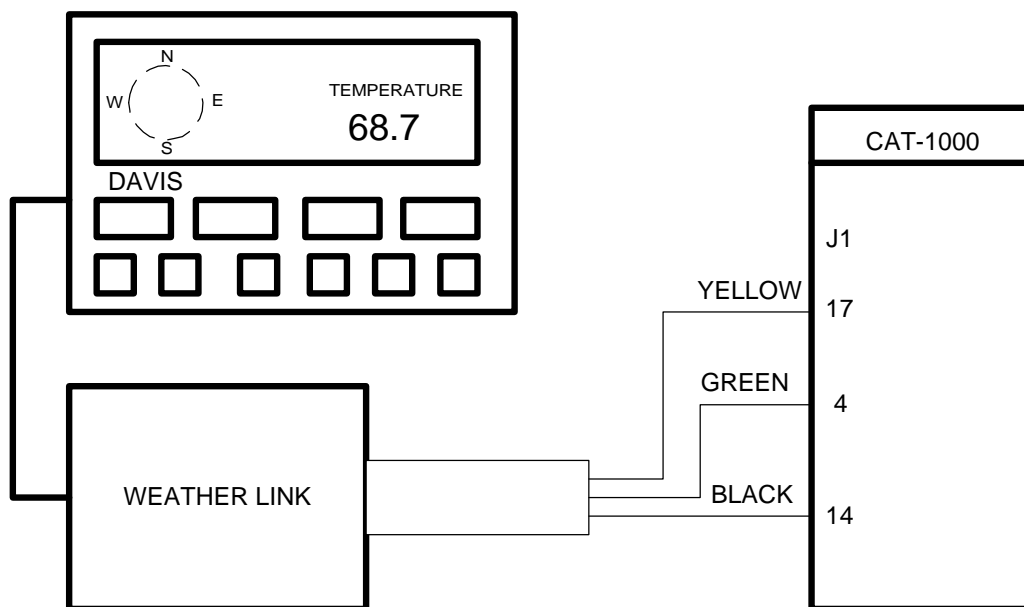 N
W
E
S
TEMPERATURE
68.7
DAVIS
CAT-1000
J1
YELLOW
17
GREEN
4
WEATHER LINK
BLACK
14